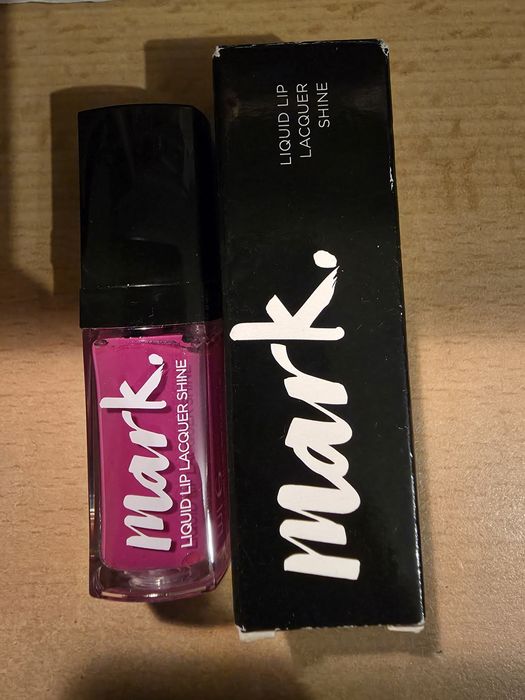 mark.
LIQUID LIP LACQUER SHINE
LIQUID LIP
LACQUER
SHINE
mark.